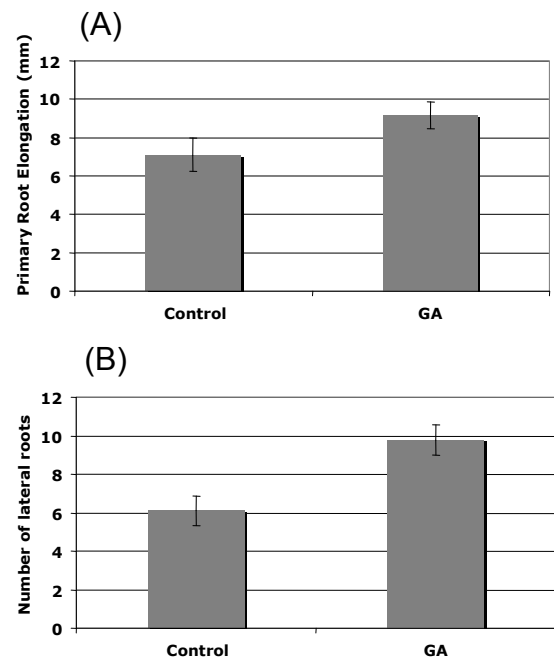 (A)
Primary Root Elongation (mm)
12
10
8
6
4
2
0
Control GA
(B)
Number of lateral roots
12
10
8
6
4
2
0
Control GA